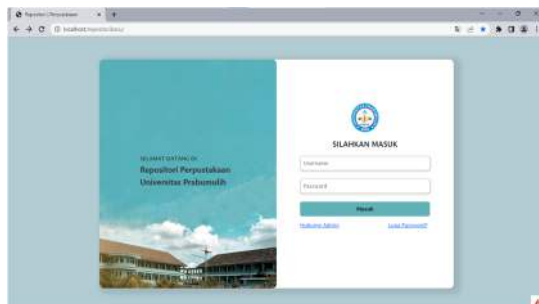 Repositori Perpustakaan
localhost/repositorilibrary/
SELAMAT DATANG DI
Repositori Perpustakaan
Universitas Prabumulih
SILAHKAN MASUK
Username
Password
Masuk
Hubungi Admin
Lupa Password?